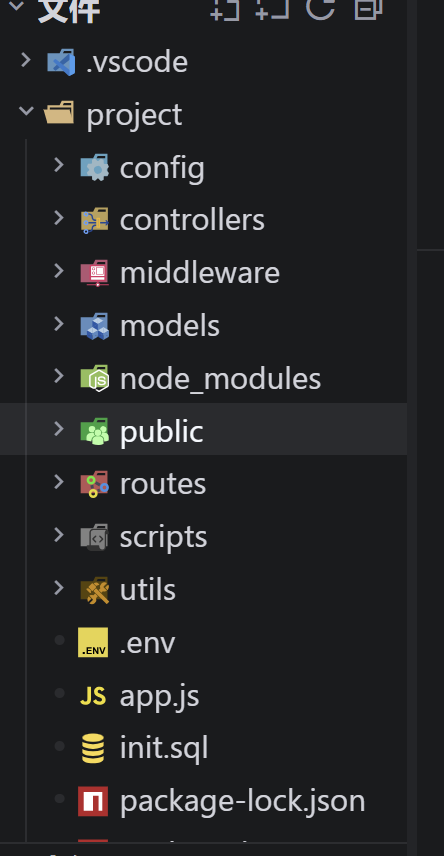 文件
.vscode
project
config
controllers
middleware
models
JS node_modules
public
routes
scripts
utils
.ENV .env
JS app.js
init.sql
package-lock.json